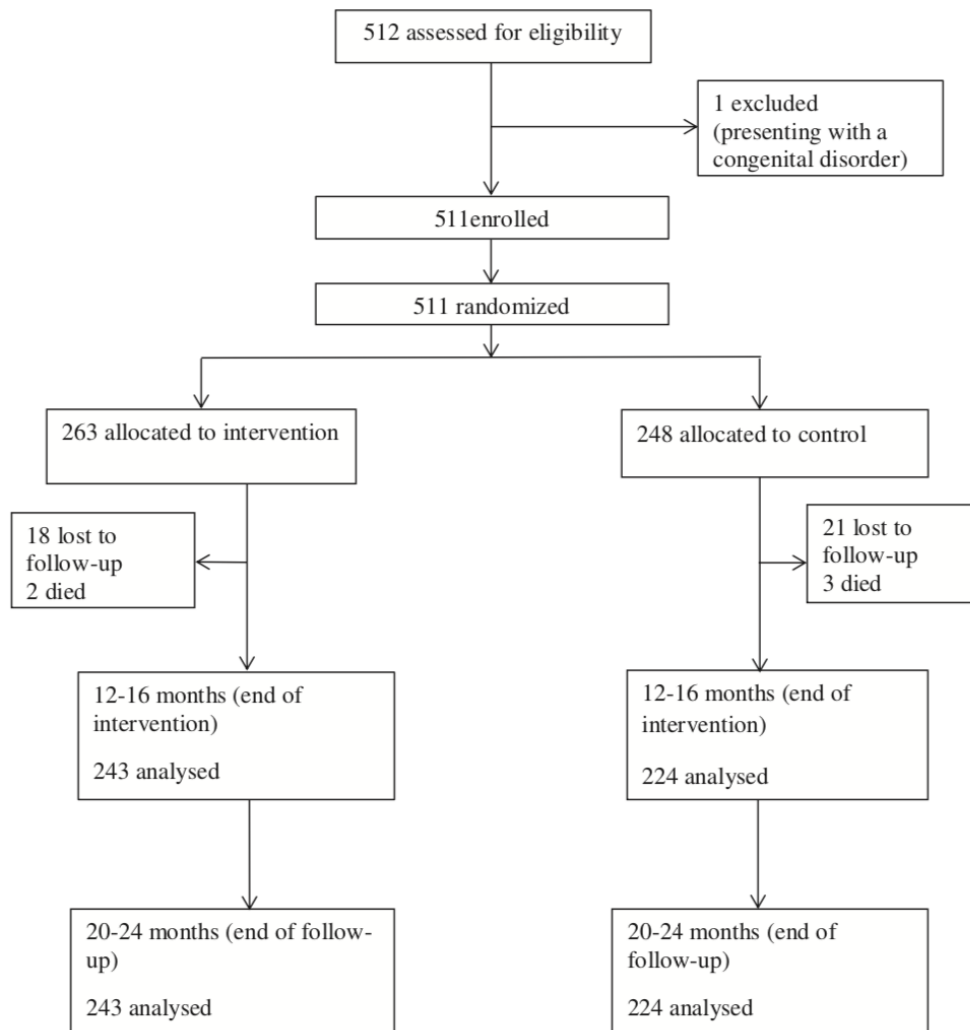 512 assessed for eligibility
1 excluded
(presenting with a
congenital disorder)
511enrolled
511 randomized
263 allocated to intervention
248 allocated to control
18 lost to
follow-up
2 died
21 lost to
follow-up
3 died
12-16 months (end of
intervention)
243 analysed
12-16 months (end of
intervention)
224 analysed
20-24 months (end of follow-
up)
243 analysed
20-24 months (end of
follow-up)
224 analysed